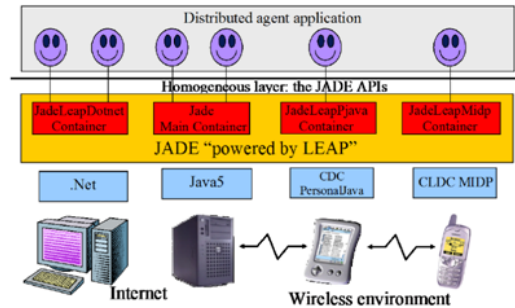 Distributed agent application
Homogeneous layer: the JADE APIs
JadeLeapDotnet
Container
Jade
Main Container
JadeLeapPjava
Container
JadeLeapMidp
Container
JADE “powered by LEAP”
.Net
Java5
CDC
PersonalJava
CLDC MIDP
Internet
Wireless environment